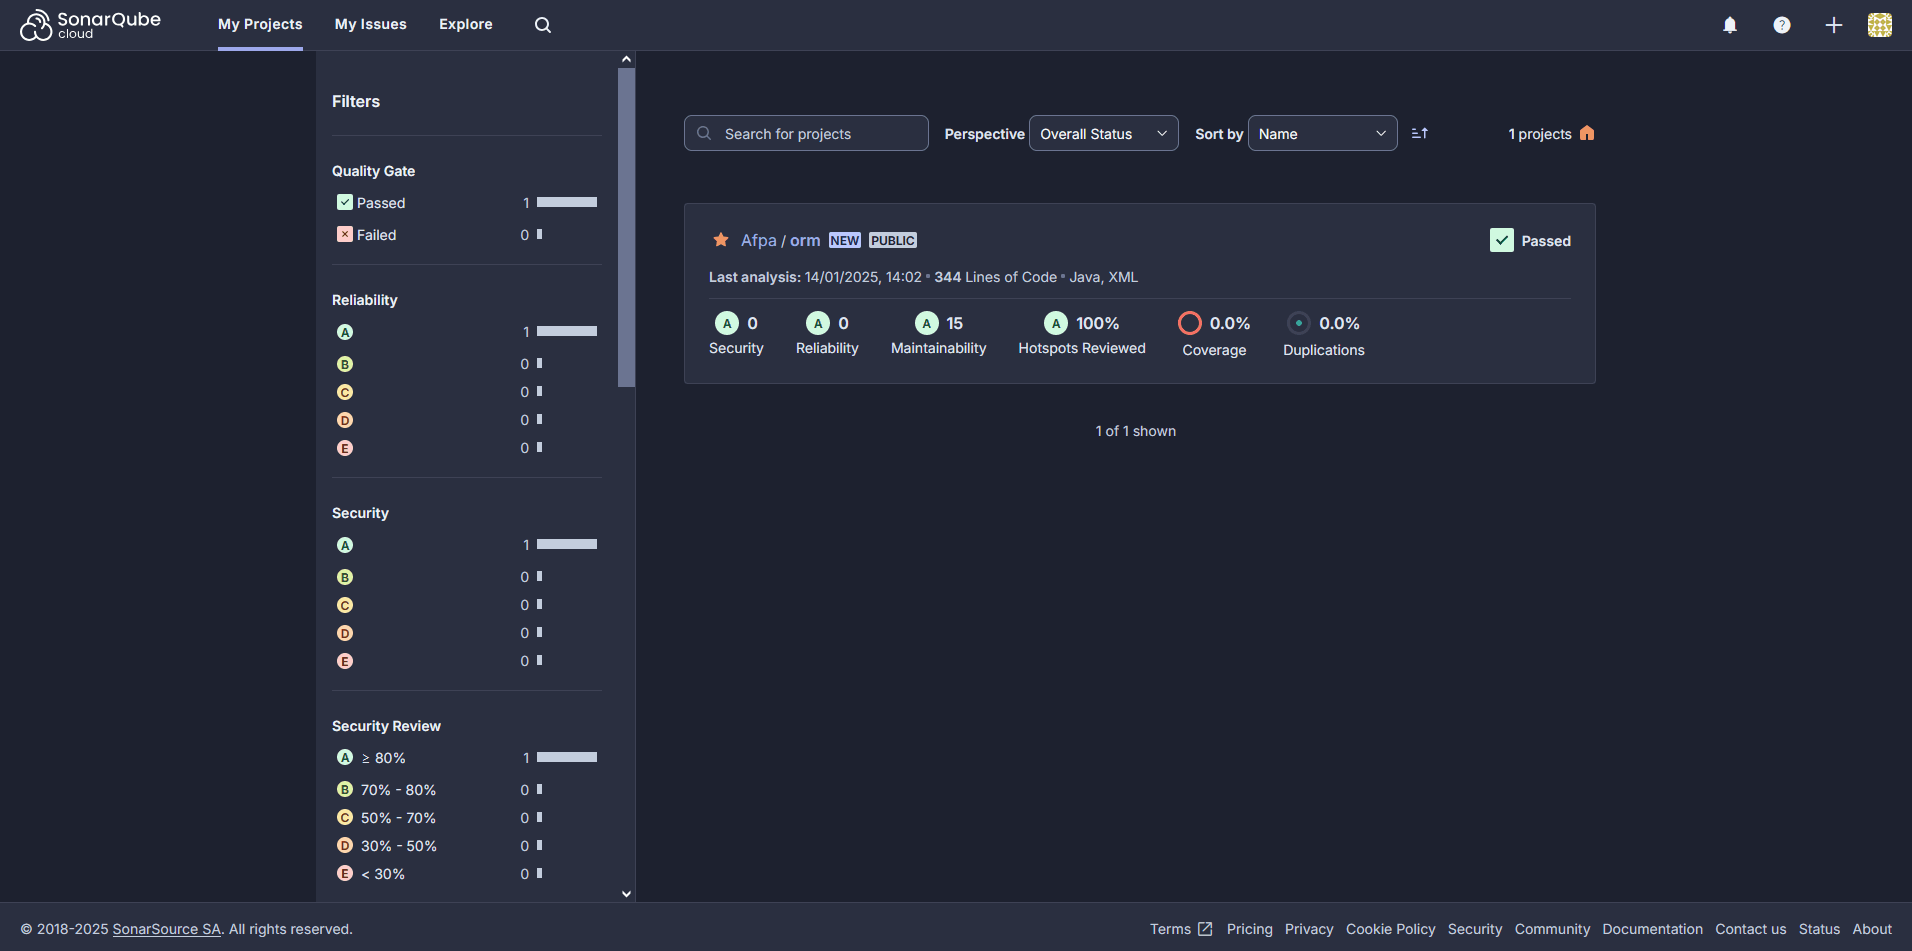 SonarQube cloud
My Projects My Issues Explore
Filters
Quality Gate
Passed 1
Failed 0
Reliability
A 1
B 0
C 0
D 0
E 0
Security
A 1
B 0
C 0
D 0
E 0
Security Review
A ≥ 80% 1
B 70% - 80% 0
C 50% - 70% 0
D 30% - 50% 0
E < 30% 0
Search for projects Perspective Overall Status Sort by Name 1 projects
Afpa / orm NEW PUBLIC Passed
Last analysis: 14/01/2025, 14:02 • 344 Lines of Code • Java, XML
A 0 A 0 A 15 A 100% 0.0% 0.0%
Security Reliability Maintainability Hotspots Reviewed Coverage Duplications
1 of 1 shown
© 2018-2025 SonarSource SA. All rights reserved. Terms Pricing Privacy Cookie Policy Security Community Documentation Contact us Status About